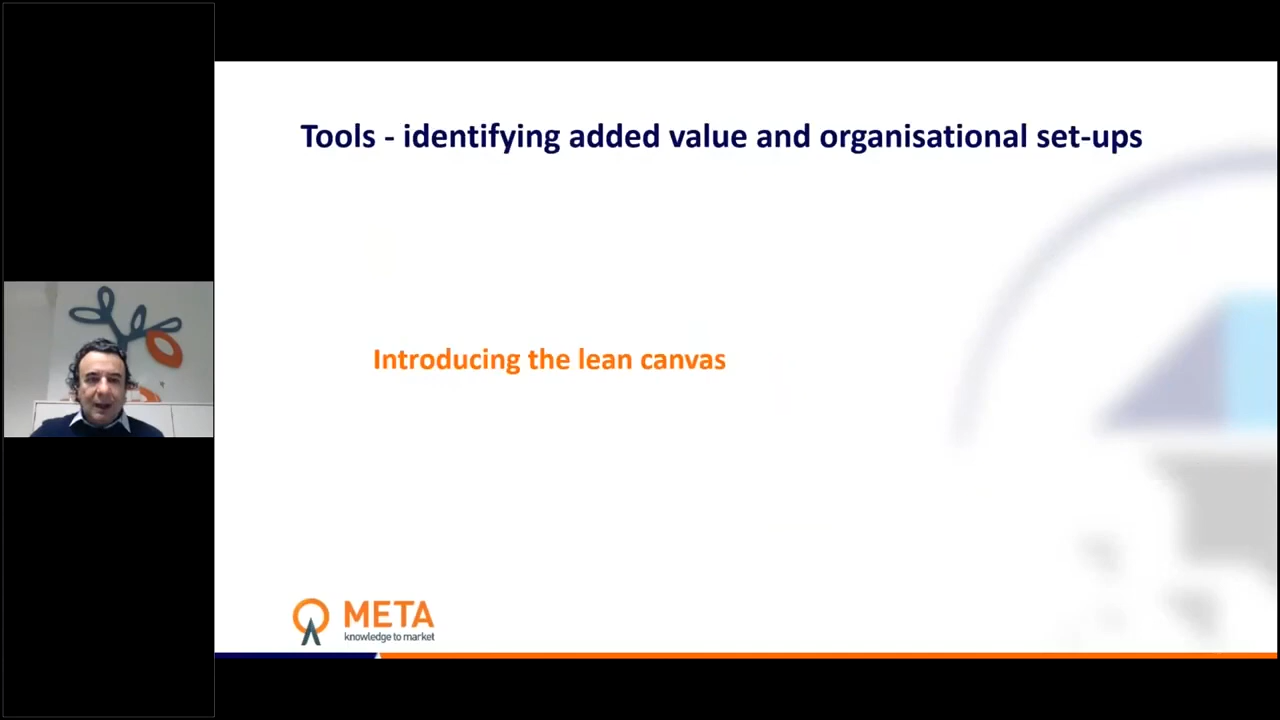 Tools - identifying added value and organisational set-ups
Introducing the lean canvas
META
knowledge to market